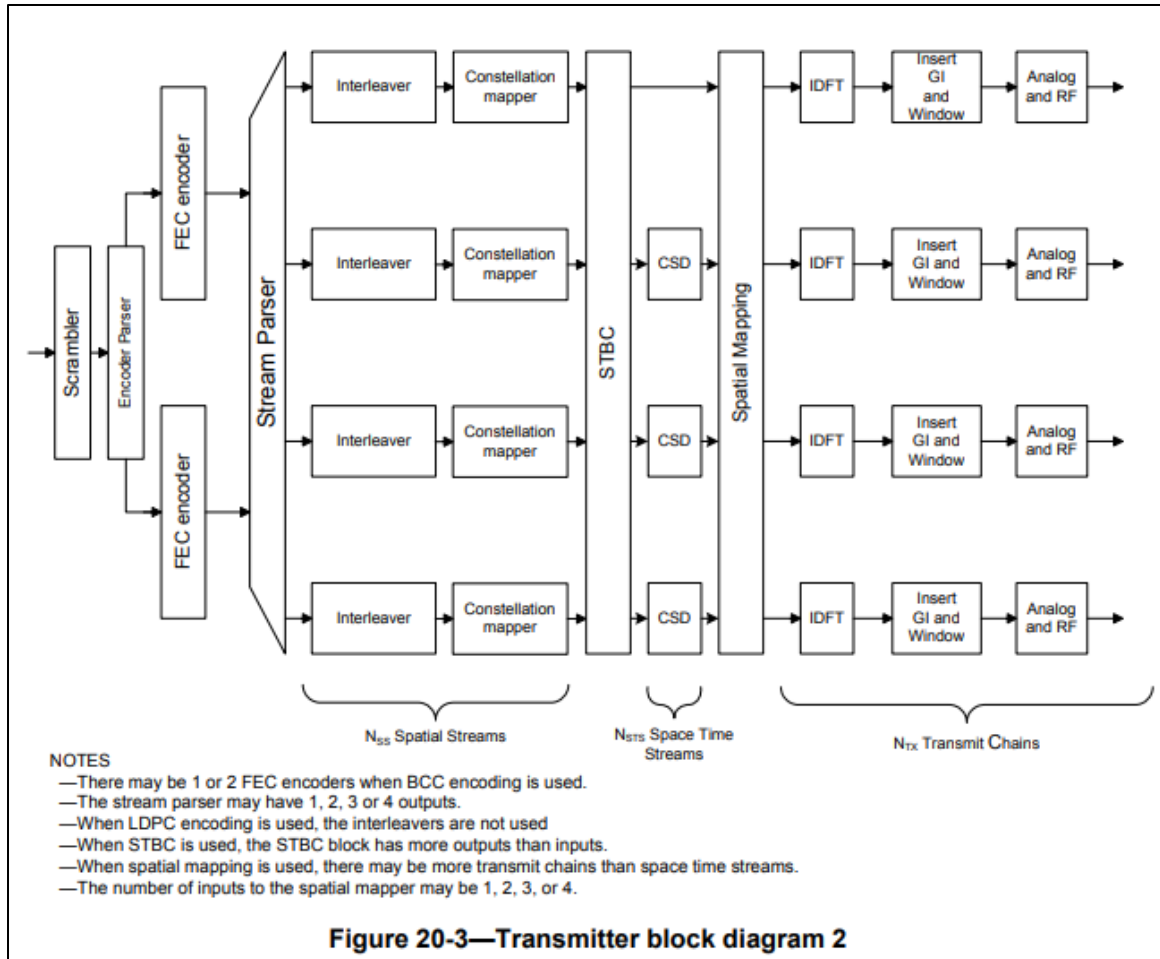 Scrambler
Encoder Parser
FEC encoder
FEC encoder
Stream Parser
Interleaver
Constellation
mapper
Interleaver
Constellation
mapper
Interleaver
Constellation
mapper
Interleaver
Constellation
mapper
STBC
CSD
CSD
CSD
Spatial Mapping
IDFT
Insert
GI
and
Window
Analog
and RF
IDFT
Insert
GI and
Window
Analog
and RF
IDFT
Insert
GI and
Window
Analog
and RF
IDFT
Insert
GI and
Window
Analog
and RF
NSS Spatial Streams
NSTS Space Time
Streams
NTX Transmit Chains
NOTES
—There may be 1 or 2 FEC encoders when BCC encoding is used.
—The stream parser may have 1, 2, 3 or 4 outputs.
—When LDPC encoding is used, the interleavers are not used
—When STBC is used, the STBC block has more outputs than inputs.
—When spatial mapping is used, there may be more transmit chains than space time streams.
—The number of inputs to the spatial mapper may be 1, 2, 3, or 4.
Figure 20-3—Transmitter block diagram 2